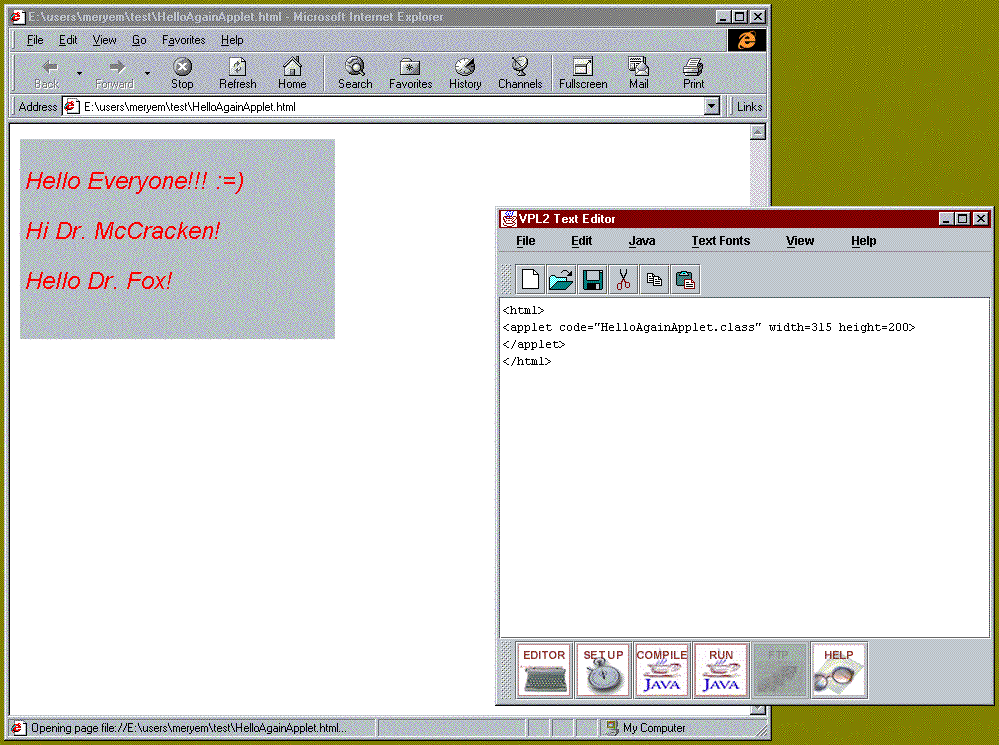 E:\users\meryem\test\HelloAgainApplet.html - Microsoft Internet Explorer
File Edit View Go Favorites Help
Back Forward Stop Refresh Home Search Favorites History Channels Fullscreen Mail Print
Address E:\users\meryem\test\HelloAgainApplet.html Links
Hello Everyone!!! :=)
Hi Dr. McCracken!
Hello Dr. Fox!
Opening page file://E:\users\meryem\test\HelloAgainApplet.html... My Computer
VPL2 Text Editor
File Edit Java Text Fonts View Help
<html>
<applet code="HelloAgainApplet.class" width=315 height=200>
</applet>
</html>
EDITOR SETUP COMPILE RUN FTP HELP
JAVA JAVA